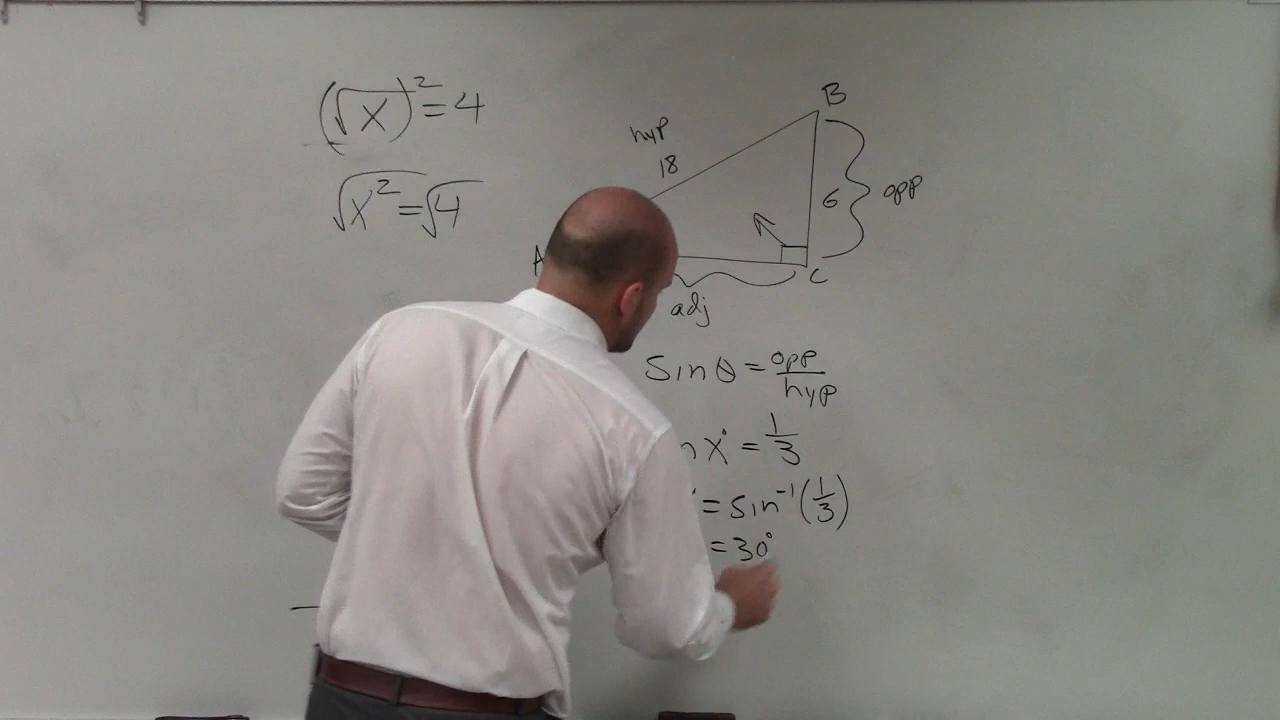 (√x)² = 4
√x² = √4
B
hyp
18
6
opp
A
C
adj
sin θ = opp/hyp
n x° = 1/3
° = sin⁻¹(1/3)
= 30°